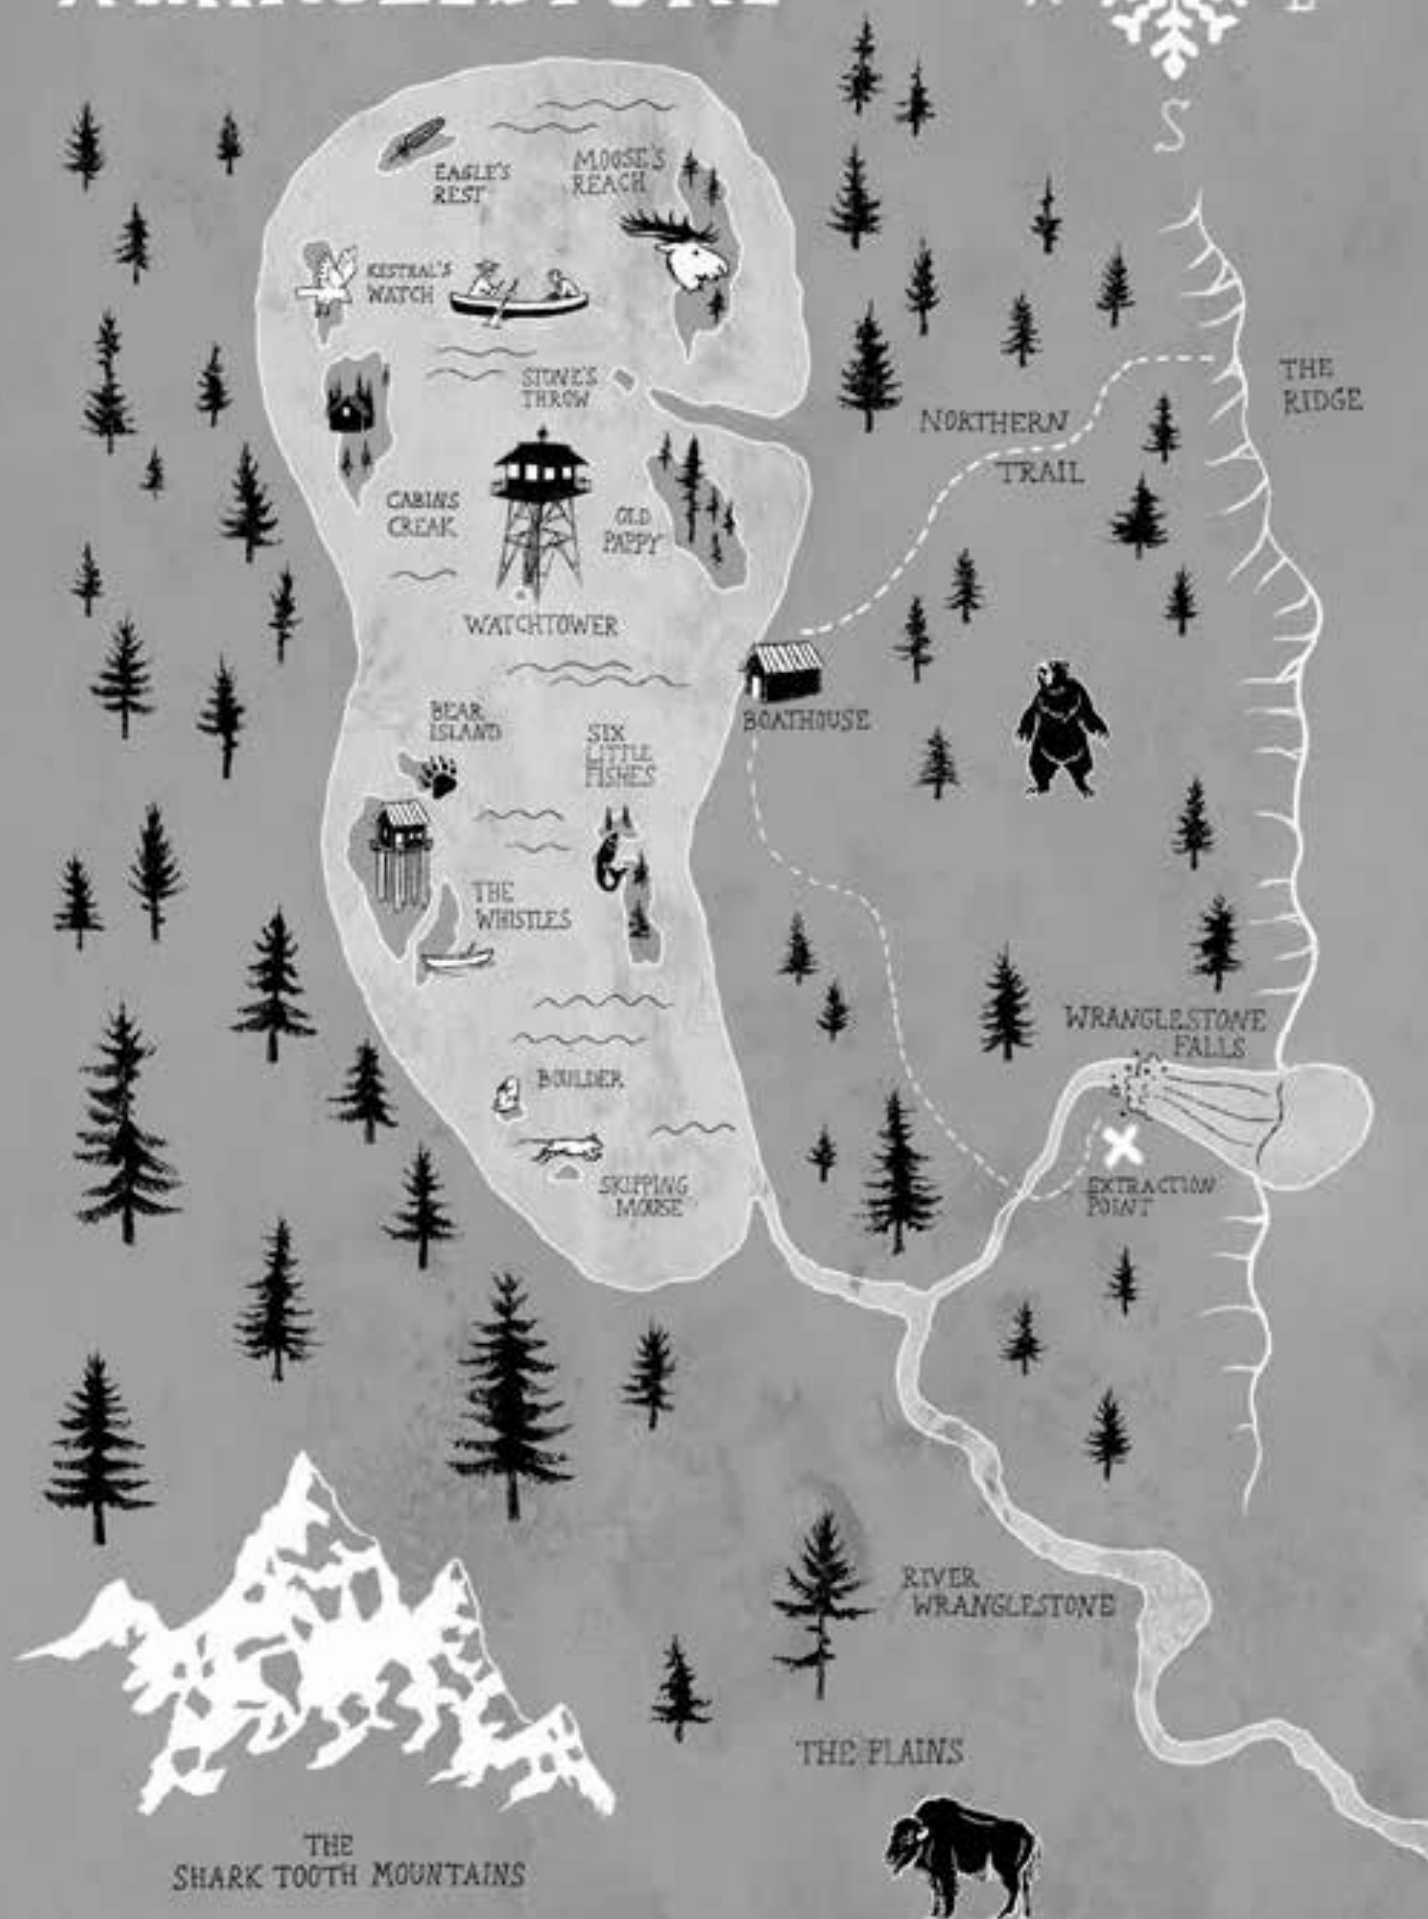 S
EAGLE'S
REST
MOOSE'S
REACH
KESTRAL'S
WATCH
STONE'S
THROW
THE
RIDGE
NORTHERN
TRAIL
CABINS
CREAK
OLD
PAPPY
WATCHTOWER
BOATHOUSE
BEAR
ISLAND
SIX
LITTLE
FISHES
THE
WHISTLES
WRANGLESTONE
FALLS
BOULDER
EXTRACTION
POINT
SKIPPING
MOUSE
RIVER
WRANGLESTONE
THE PLAINS
THE
SHARK TOOTH MOUNTAINS